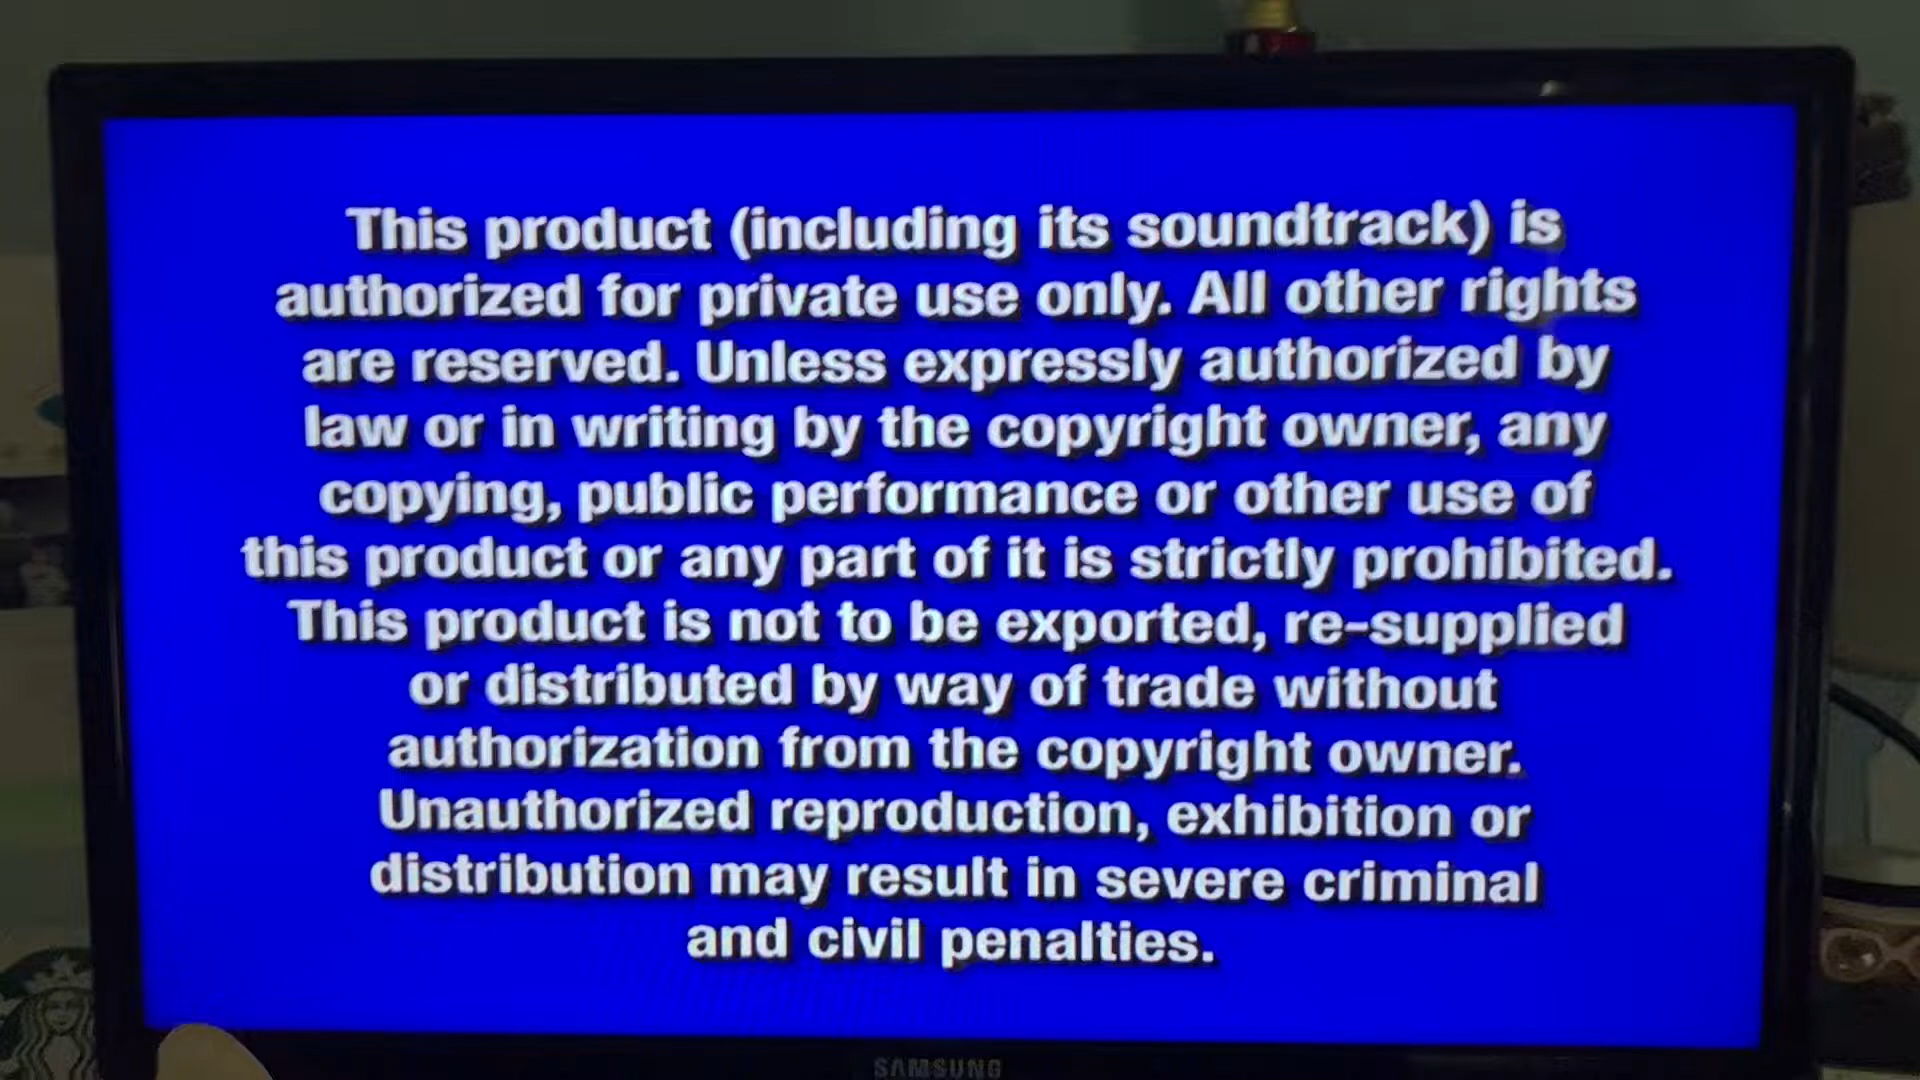 This product (including its soundtrack) is
authorized for private use only. All other rights
are reserved. Unless expressly authorized by
law or in writing by the copyright owner, any
copying, public performance or other use of
this product or any part of it is strictly prohibited.
This product is not to be exported, re-supplied
or distributed by way of trade without
authorization from the copyright owner.
Unauthorized reproduction, exhibition or
distribution may result in severe criminal
and civil penalties.
SAMSUNG